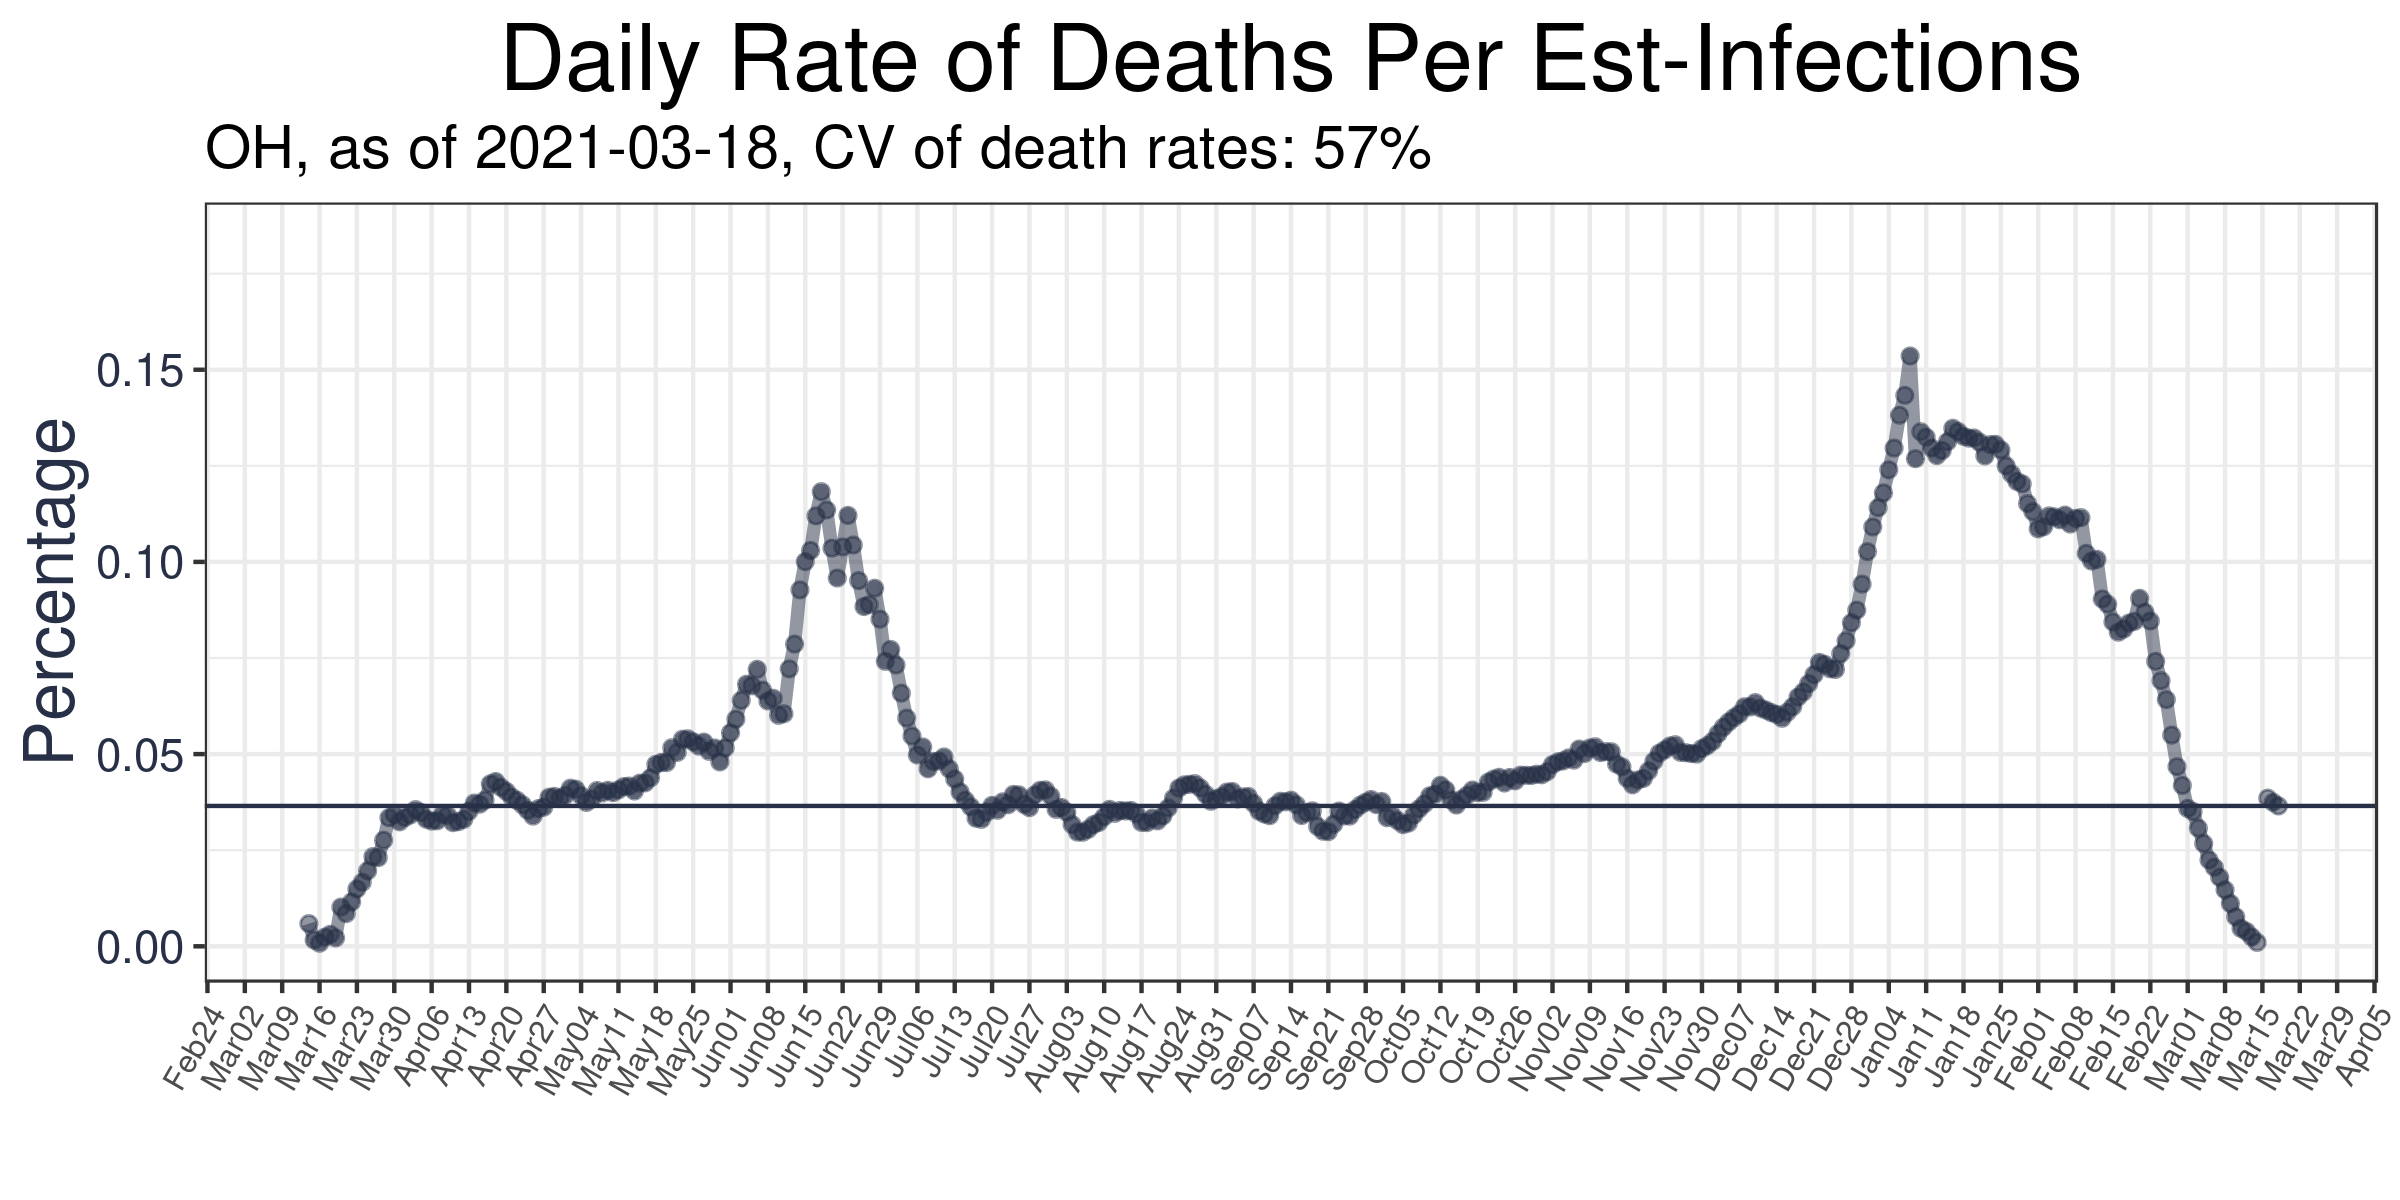 Daily Rate of Deaths Per Est-Infections
OH, as of 2021-03-18, CV of death rates: 57%
Percentage
0.15
0.10
0.05
0.00
Feb24
Mar02
Mar09
Mar16
Mar23
Mar30
Apr06
Apr13
Apr20
Apr27
May04
May11
May18
May25
Jun01
Jun08
Jun15
Jun22
Jun29
Jul06
Jul13
Jul20
Jul27
Aug03
Aug10
Aug17
Aug24
Aug31
Sep07
Sep14
Sep21
Sep28
Oct05
Oct12
Oct19
Oct26
Nov02
Nov09
Nov16
Nov23
Nov30
Dec07
Dec14
Dec21
Dec28
Jan04
Jan11
Jan18
Jan25
Feb01
Feb08
Feb15
Feb22
Mar01
Mar08
Mar15
Mar22
Mar29
Apr05